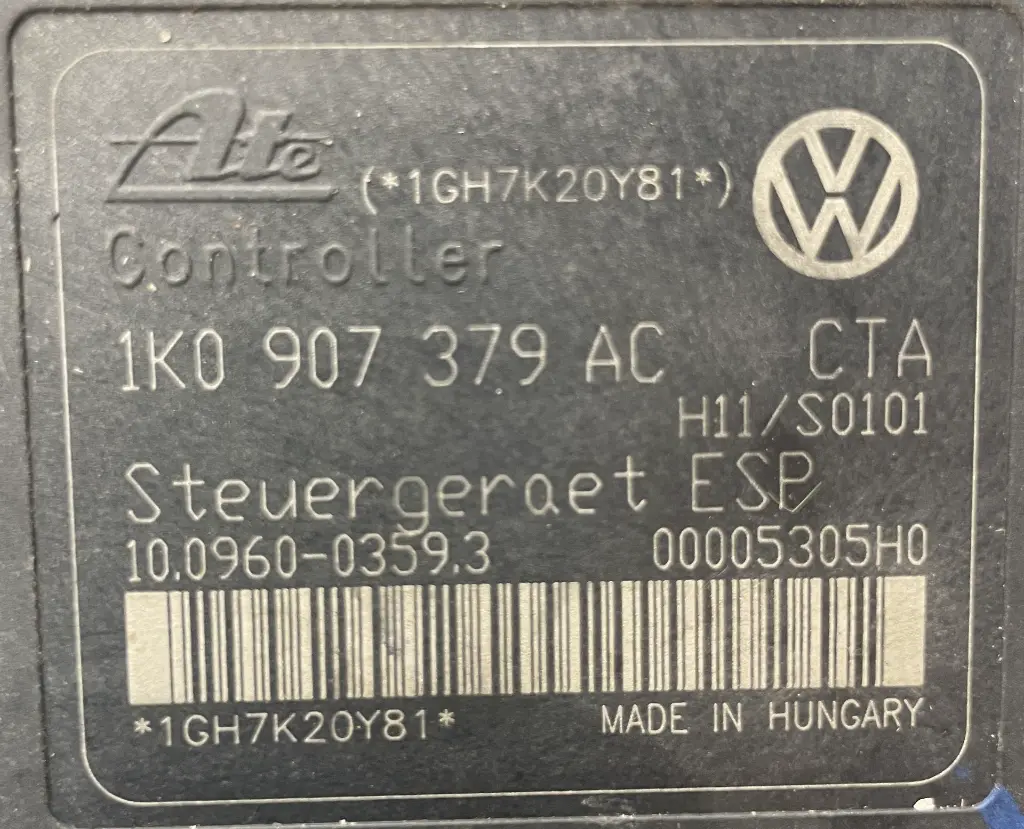 Ate (*1GH7K20Y81*)
Controller
1K0 907 379 AC CTA
H11/S0101
Steuergeraet ESP
10.0960-0359.3 00005305H0
*1GH7K20Y81* MADE IN HUNGARY